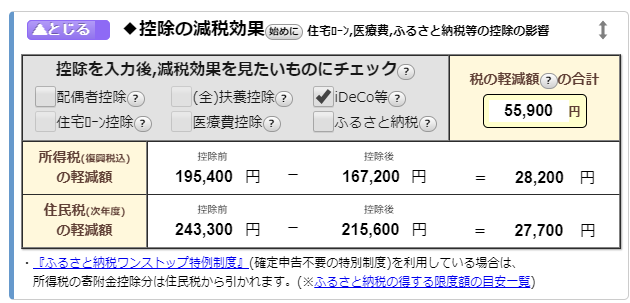 ▲とじる ◆控除の減税効果 始めに 住宅ﾛｰﾝ,医療費,ふるさと納税等の控除の影響
控除を入力後,減税効果を見たいものにチェック?
配偶者控除? (全)扶養控除? iDeCo等?
住宅ﾛｰﾝ控除? 医療費控除? ふるさと納税?
税の軽減額?の合計
55,900 円
所得税(復興税込)
の軽減額
控除前 控除後
195,400 円 − 167,200 円 = 28,200 円
住民税(次年度)
の軽減額
控除前 控除後
243,300 円 − 215,600 円 = 27,700 円
・『ふるさと納税ワンストップ特例制度』(確定申告不要の特別制度)を利用している場合は、
所得税の寄附金控除分は住民税から引かれます。(※ふるさと納税の得する限度額の目安一覧)